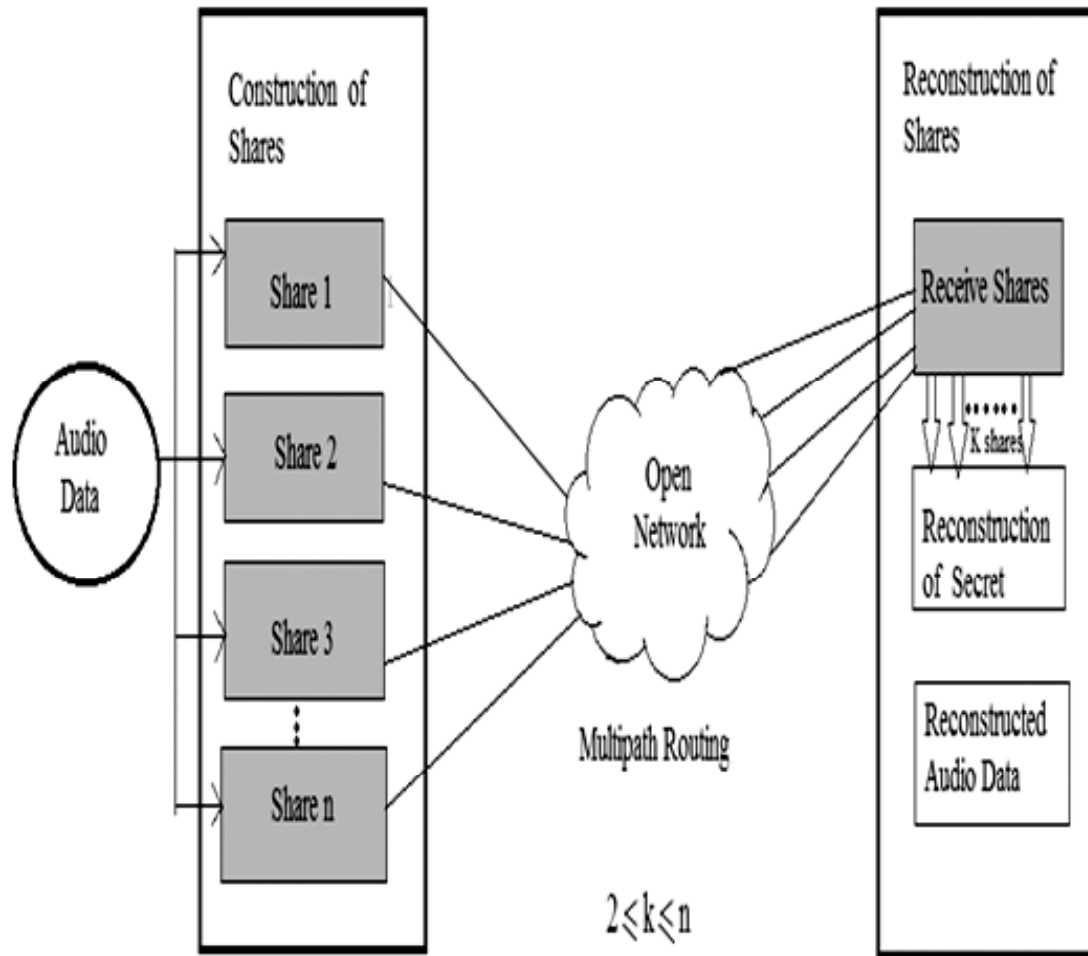 Construction of
Shares
Audio
Data
Share 1
Share 2
Share 3
Share n
Open
Network
Multipath Routing
2⩽k⩽n
Reconstruction of
Shares
Receive Shares
K shares
Reconstruction
of Secret
Reconstructed
Audio Data